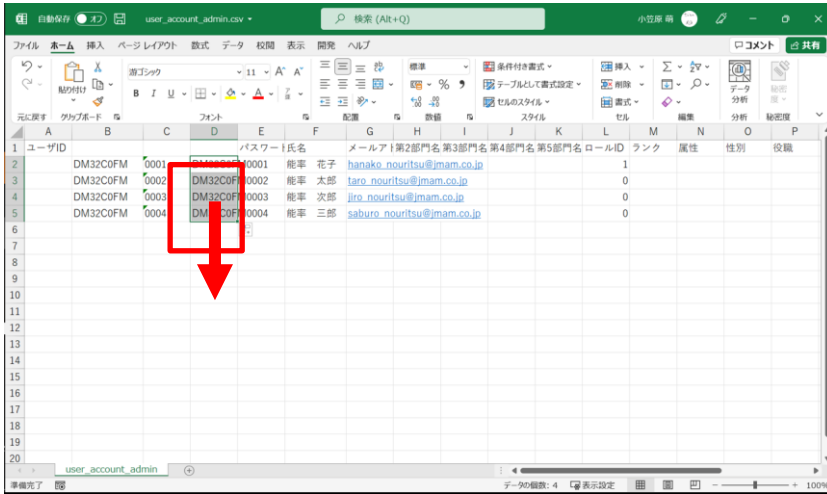 自動保存 オフ user_account_admin.csv 検索 (Alt+Q) 小笠原 萌
ファイル ホーム 挿入 ページ レイアウト 数式 データ 校閲 表示 開発 ヘルプ コメント 共有
貼り付け
游ゴシック 11 A^ A˅
B I U A
標準
% 9
条件付き書式
テーブルとして書式設定
セルのスタイル
挿入
削除
書式
Σ
データ分析
秘密度
元に戻す クリップボード フォント 配置 数値 スタイル セル 編集 分析 秘密度
A B C D E F G H I J K L M N O P
1 ユーザID パスワート 氏名 メールアト 第2部門名 第3部門名 第4部門名 第5部門名 ロールID ランク 属性 性別 役職
2 DM32C0FM 0001 DM32C0FM0001 能率 花子 hanako_nouritsu@jmam.co.jp 1
3 DM32C0FM 0002 DM32C0FM0002 能率 太郎 taro_nouritsu@jmam.co.jp 0
4 DM32C0FM 0003 DM32C0FM0003 能率 次郎 jiro_nouritsu@jmam.co.jp 0
5 DM32C0FM 0004 DM32C0FM0004 能率 三郎 saburo_nouritsu@jmam.co.jp 0
6
7
8
9
10
11
12
13
14
15
16
17
18
19
20
user_account_admin
準備完了 データの個数: 4 表示設定 100%